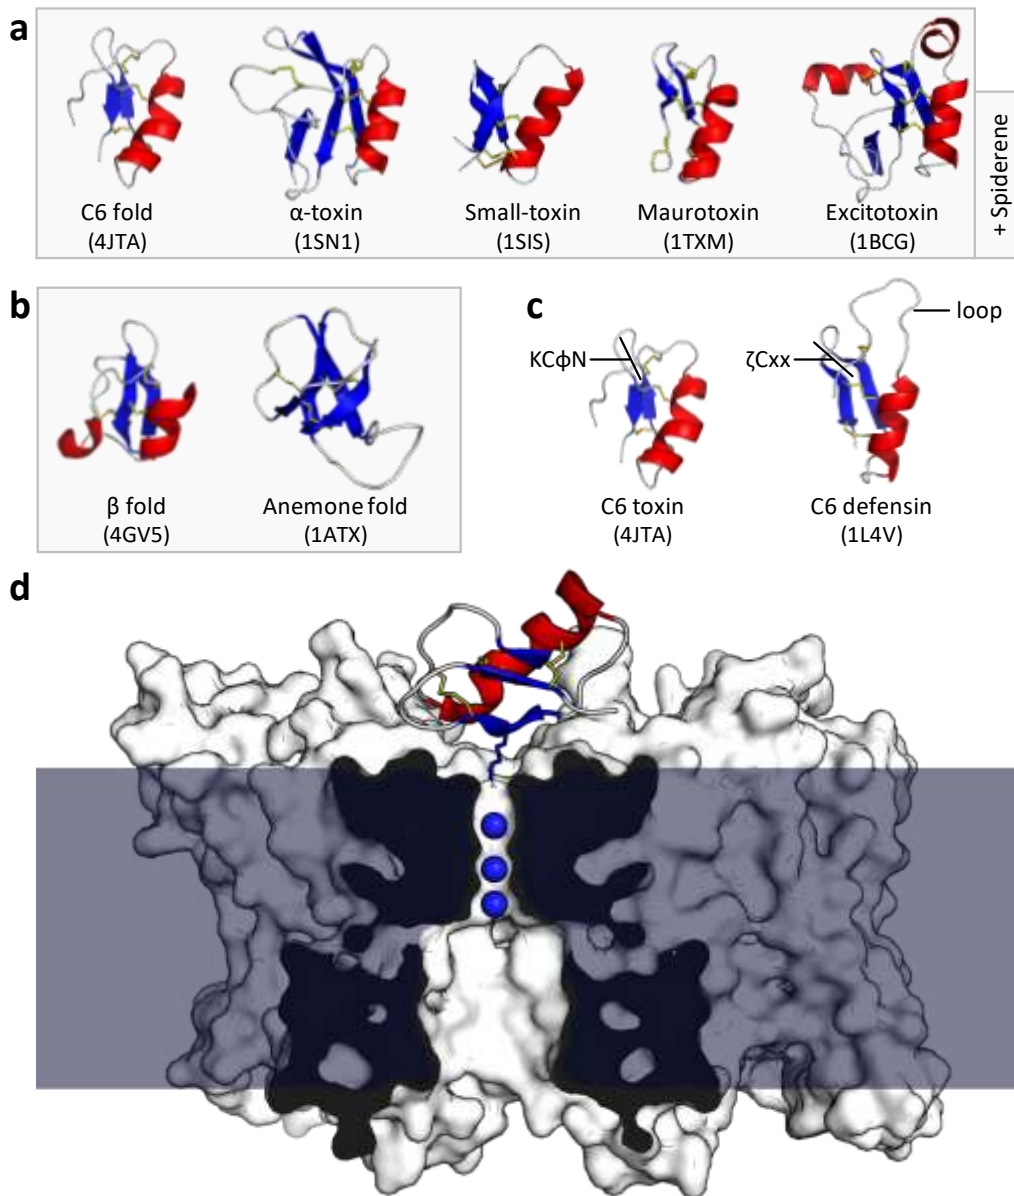 a
C6 fold
(4JTA)
α-toxin
(1SN1)
Small-toxin
(1SIS)
Maurotoxin
(1TXM)
Excitotoxin
(1BCG)
+ Spiderene
b
β fold
(4GV5)
Anemone fold
(1ATX)
c
KCϕN
C6 toxin
(4JTA)
ζCxx
loop
C6 defensin
(1L4V)
d